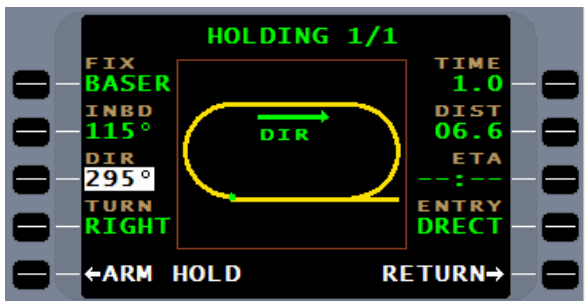 HOLDING 1/1
FIX TIME
BASER 1.0
INBD DIST
115° DIR 06.6
DIR ETA
295° --:--
TURN ENTRY
RIGHT DRECT
←ARM HOLD RETURN→